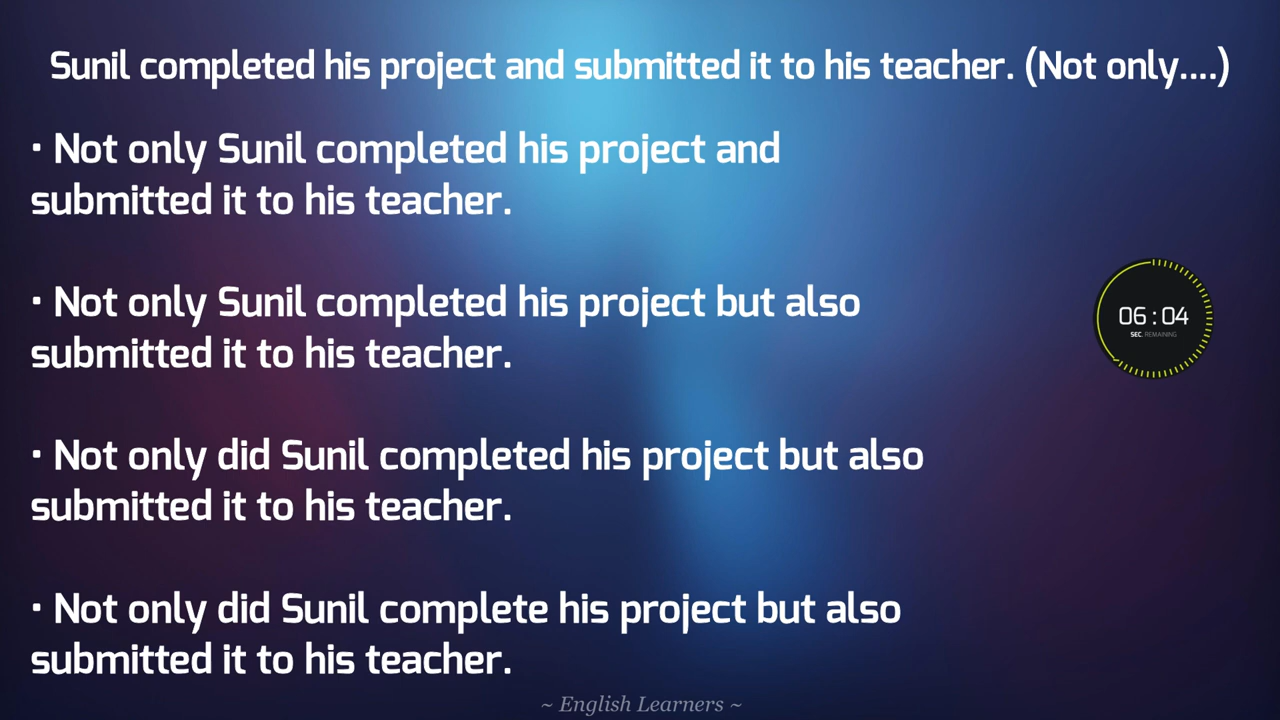 Sunil completed his project and submitted it to his teacher. (Not only....)
· Not only Sunil completed his project and
submitted it to his teacher.
· Not only Sunil completed his project but also
submitted it to his teacher.
06 : 04
SEC. REMAINING
· Not only did Sunil completed his project but also
submitted it to his teacher.
· Not only did Sunil complete his project but also
submitted it to his teacher.
~ English Learners ~